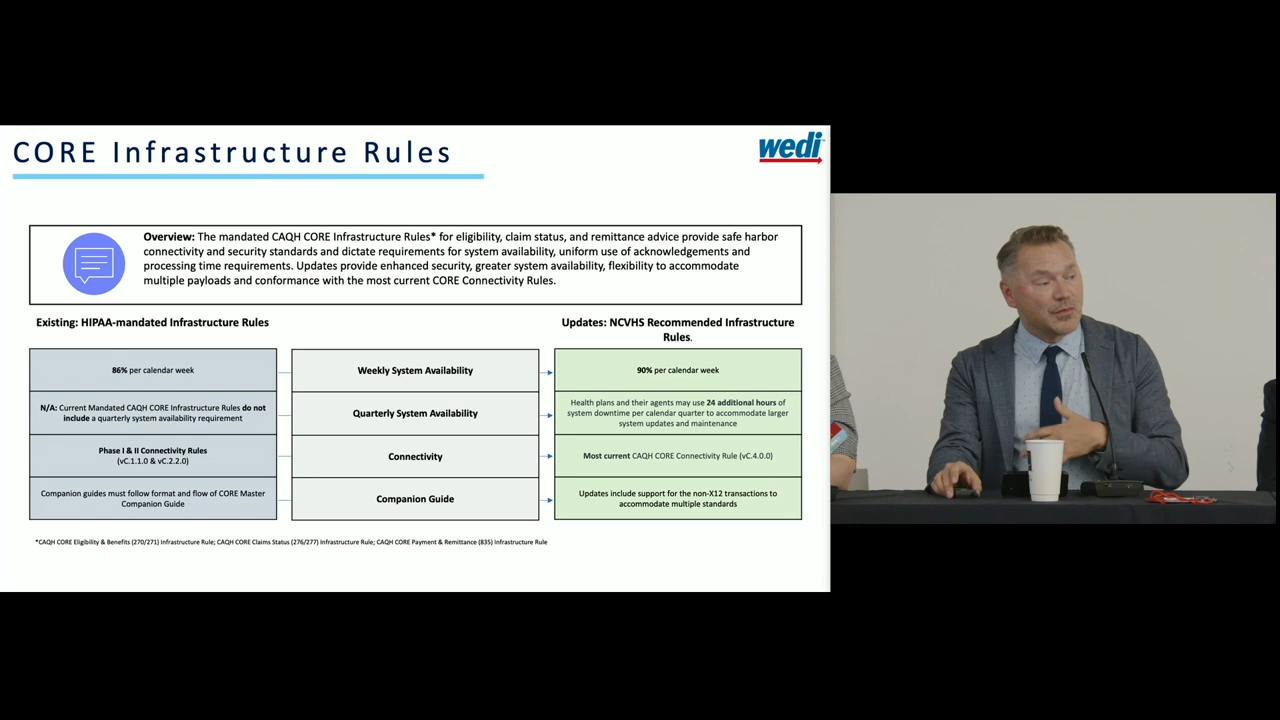 CORE Infrastructure Rules
wedi
Overview: The mandated CAQH CORE Infrastructure Rules* for eligibility, claim status, and remittance advice provide safe harbor
connectivity and security standards and dictate requirements for system availability, uniform use of acknowledgements and
processing time requirements. Updates provide enhanced security, greater system availability, flexibility to accommodate
multiple payloads and conformance with the most current CORE Connectivity Rules.
Existing: HIPAA-mandated Infrastructure Rules
Updates: NCVHS Recommended Infrastructure
Rules.
86% per calendar week
Weekly System Availability
90% per calendar week
N/A: Current Mandated CAQH CORE Infrastructure Rules do not
include a quarterly system availability requirement
Quarterly System Availability
Health plans and their agents may use 24 additional hours of
system downtime per calendar quarter to accommodate larger
system updates and maintenance
Phase I & II Connectivity Rules
(vC.1.1.0 & vC.2.2.0)
Connectivity
Most current CAQH CORE Connectivity Rule (vC.4.0.0)
Companion guides must follow format and flow of CORE Master
Companion Guide
Companion Guide
Updates include support for the non-X12 transactions to
accommodate multiple standards
*CAQH CORE Eligibility & Benefits (270/271) Infrastructure Rule; CAQH CORE Claims Status (276/277) Infrastructure Rule; CAQH CORE Payment & Remittance (835) Infrastructure Rule